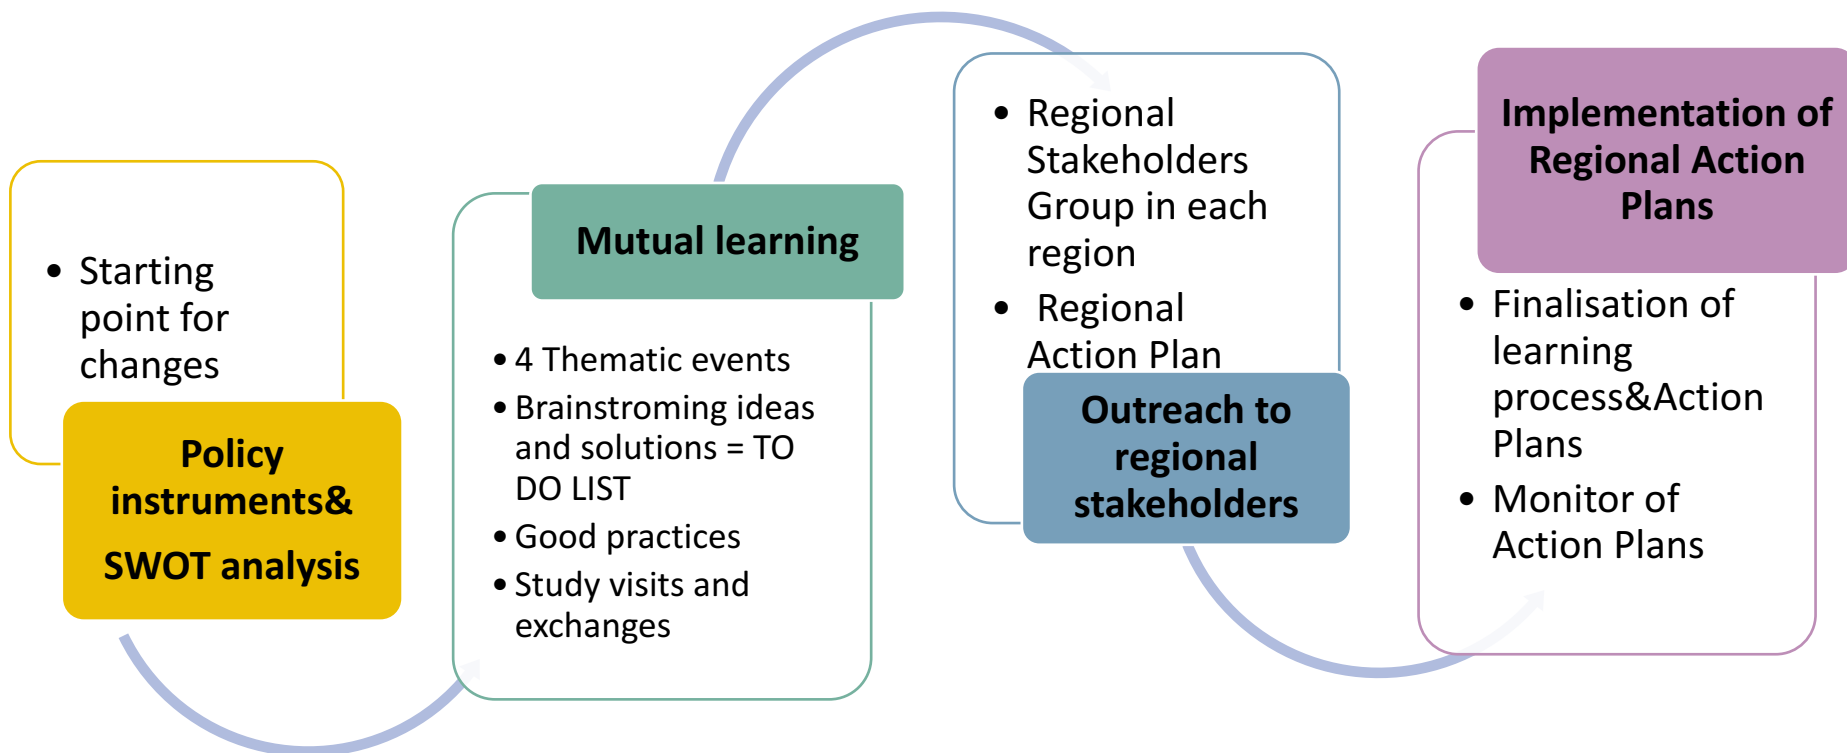 • Starting
point for
changes
Policy
instruments&
SWOT analysis
Mutual learning
• 4 Thematic events
• Brainstroming ideas
and solutions = TO
DO LIST
• Good practices
• Study visits and
exchanges
• Regional
Stakeholders
Group in each
region
• Regional
Action Plan
Outreach to
regional
stakeholders
Implementation of
Regional Action
Plans
• Finalisation of
learning
process&Action
Plans
• Monitor of
Action Plans